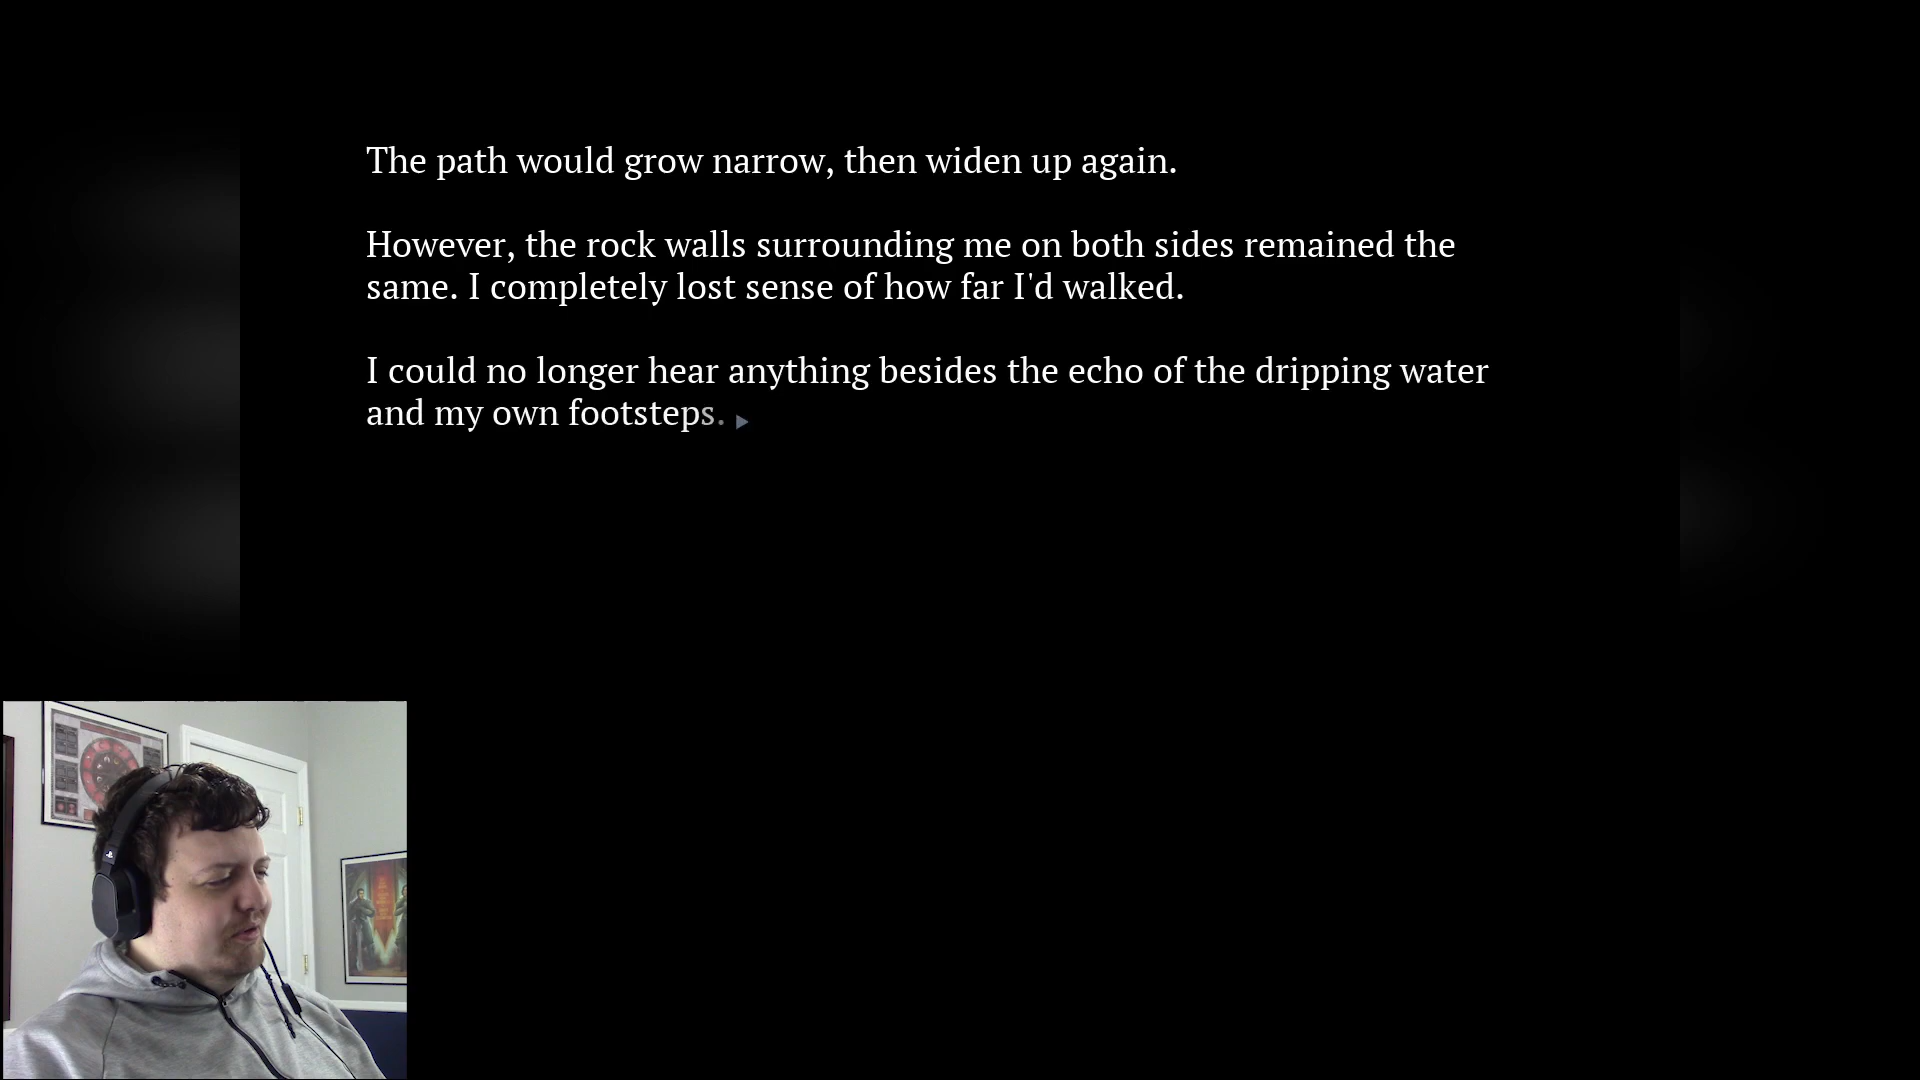 The path would grow narrow, then widen up again.
However, the rock walls surrounding me on both sides remained the
same. I completely lost sense of how far I'd walked.
I could no longer hear anything besides the echo of the dripping water
and my own footsteps.